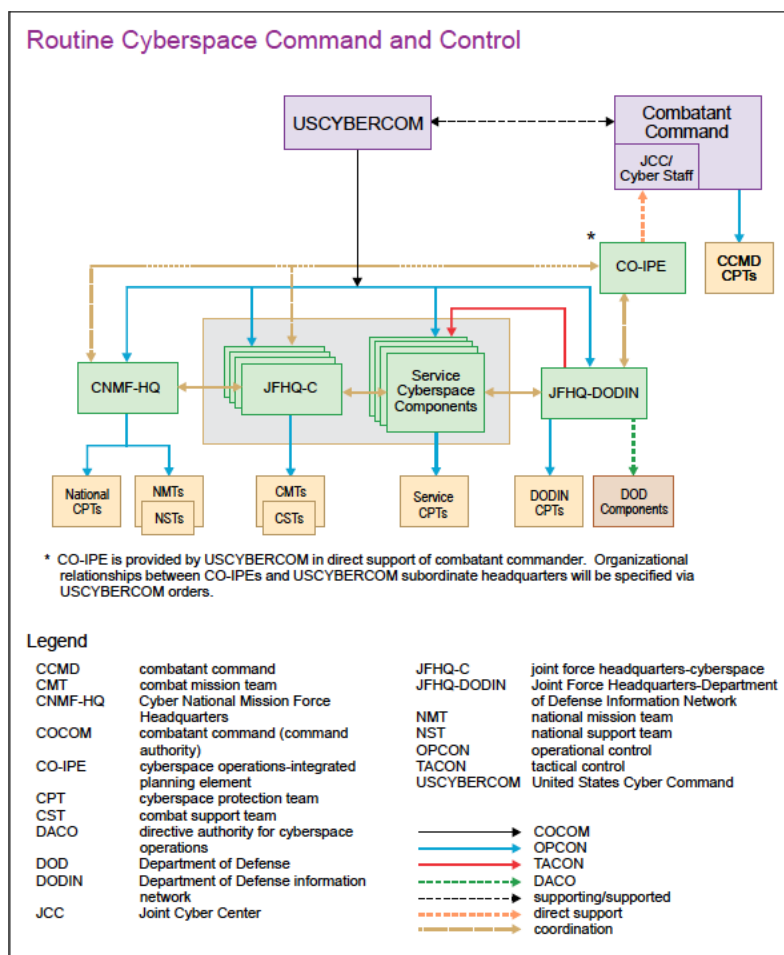 Routine Cyberspace Command and Control
USCYBERCOM
Combatant
Command
JCC/
Cyber Staff
*
CO-IPE
CCMD
CPTs
CNMF-HQ
JFHQ-C
Service
Cyberspace
Components
JFHQ-DODIN
National
CPTs
NMTs
NSTs
CMTs
CSTs
Service
CPTs
DODIN
CPTs
DOD
Components
* CO-IPE is provided by USCYBERCOM in direct support of combatant commander. Organizational
relationships between CO-IPEs and USCYBERCOM subordinate headquarters will be specified via
USCYBERCOM orders.
Legend
CCMD combatant command
CMT combat mission team
CNMF-HQ Cyber National Mission Force
Headquarters
COCOM combatant command (command
authority)
CO-IPE cyberspace operations-integrated
planning element
CPT cyberspace protection team
CST combat support team
DACO directive authority for cyberspace
operations
DOD Department of Defense
DODIN Department of Defense information
network
JCC Joint Cyber Center
JFHQ-C joint force headquarters-cyberspace
JFHQ-DODIN Joint Force Headquarters-Department
of Defense Information Network
NMT national mission team
NST national support team
OPCON operational control
TACON tactical control
USCYBERCOM United States Cyber Command
COCOM
OPCON
TACON
DACO
supporting/supported
direct support
coordination